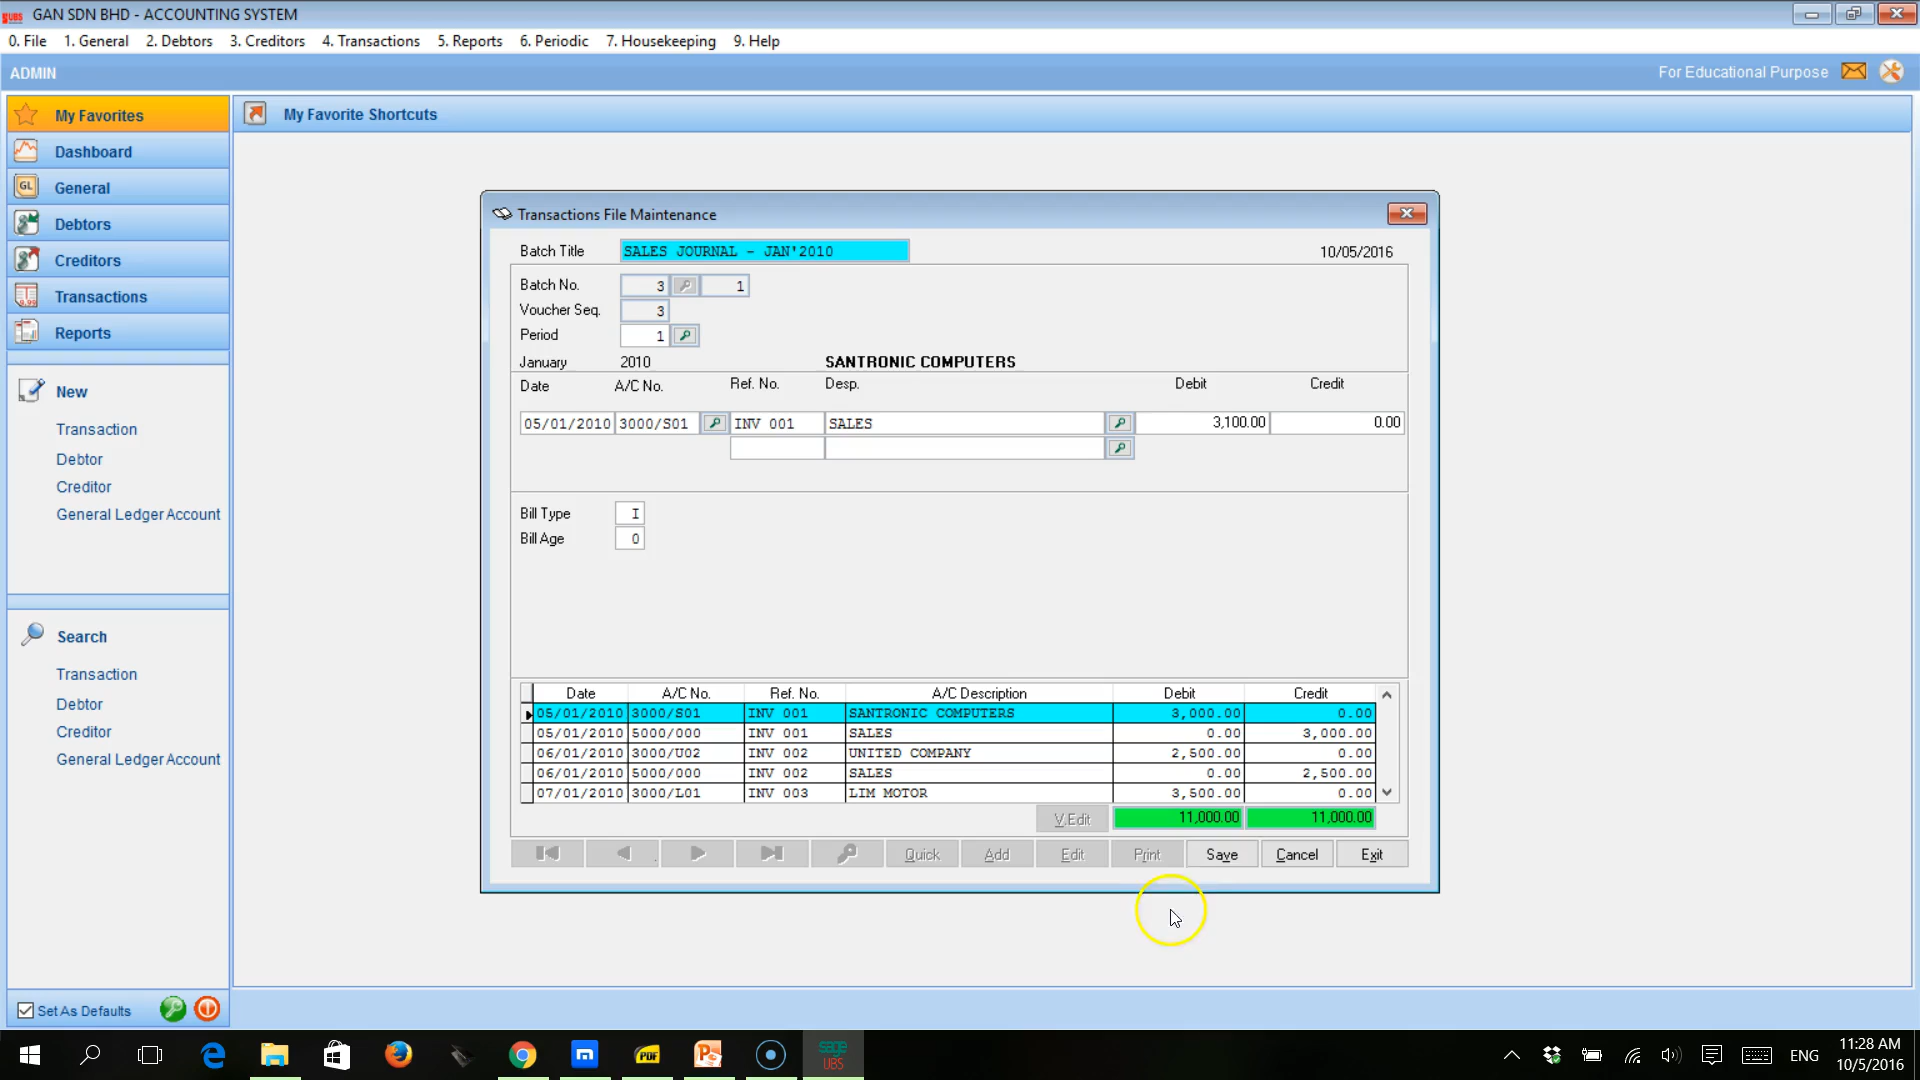 GAN SDN BHD - ACCOUNTING SYSTEM
0. File 1. General 2. Debtors 3. Creditors 4. Transactions 5. Reports 6. Periodic 7. Housekeeping 9. Help
ADMIN For Educational Purpose
My Favorites
Dashboard
General
Debtors
Creditors
Transactions
Reports
New
Transaction
Debtor
Creditor
General Ledger Account
Search
Transaction
Debtor
Creditor
General Ledger Account
Set As Defaults
My Favorite Shortcuts
Transactions File Maintenance
Batch Title SALES JOURNAL - JAN'2010 10/05/2016
Batch No. 3 1
Voucher Seq. 3
Period 1
January 2010 SANTRONIC COMPUTERS
Date A/C No. Ref. No. Desp. Debit Credit
05/01/2010 3000/S01 INV 001 SALES 3,100.00 0.00
Bill Type I
Bill Age 0
Date A/C No. Ref. No. A/C Description Debit Credit
05/01/2010 3000/S01 INV 001 SANTRONIC COMPUTERS 3,000.00 0.00
05/01/2010 5000/000 INV 001 SALES 0.00 3,000.00
06/01/2010 3000/U02 INV 002 UNITED COMPANY 2,500.00 0.00
06/01/2010 5000/000 INV 002 SALES 0.00 2,500.00
07/01/2010 3000/L01 INV 003 LIM MOTOR 3,500.00 0.00
V.Edit 11,000.00 11,000.00
Quick Add Edit Print Save Cancel Exit
sage UBS
ENG
11:28 AM
10/5/2016